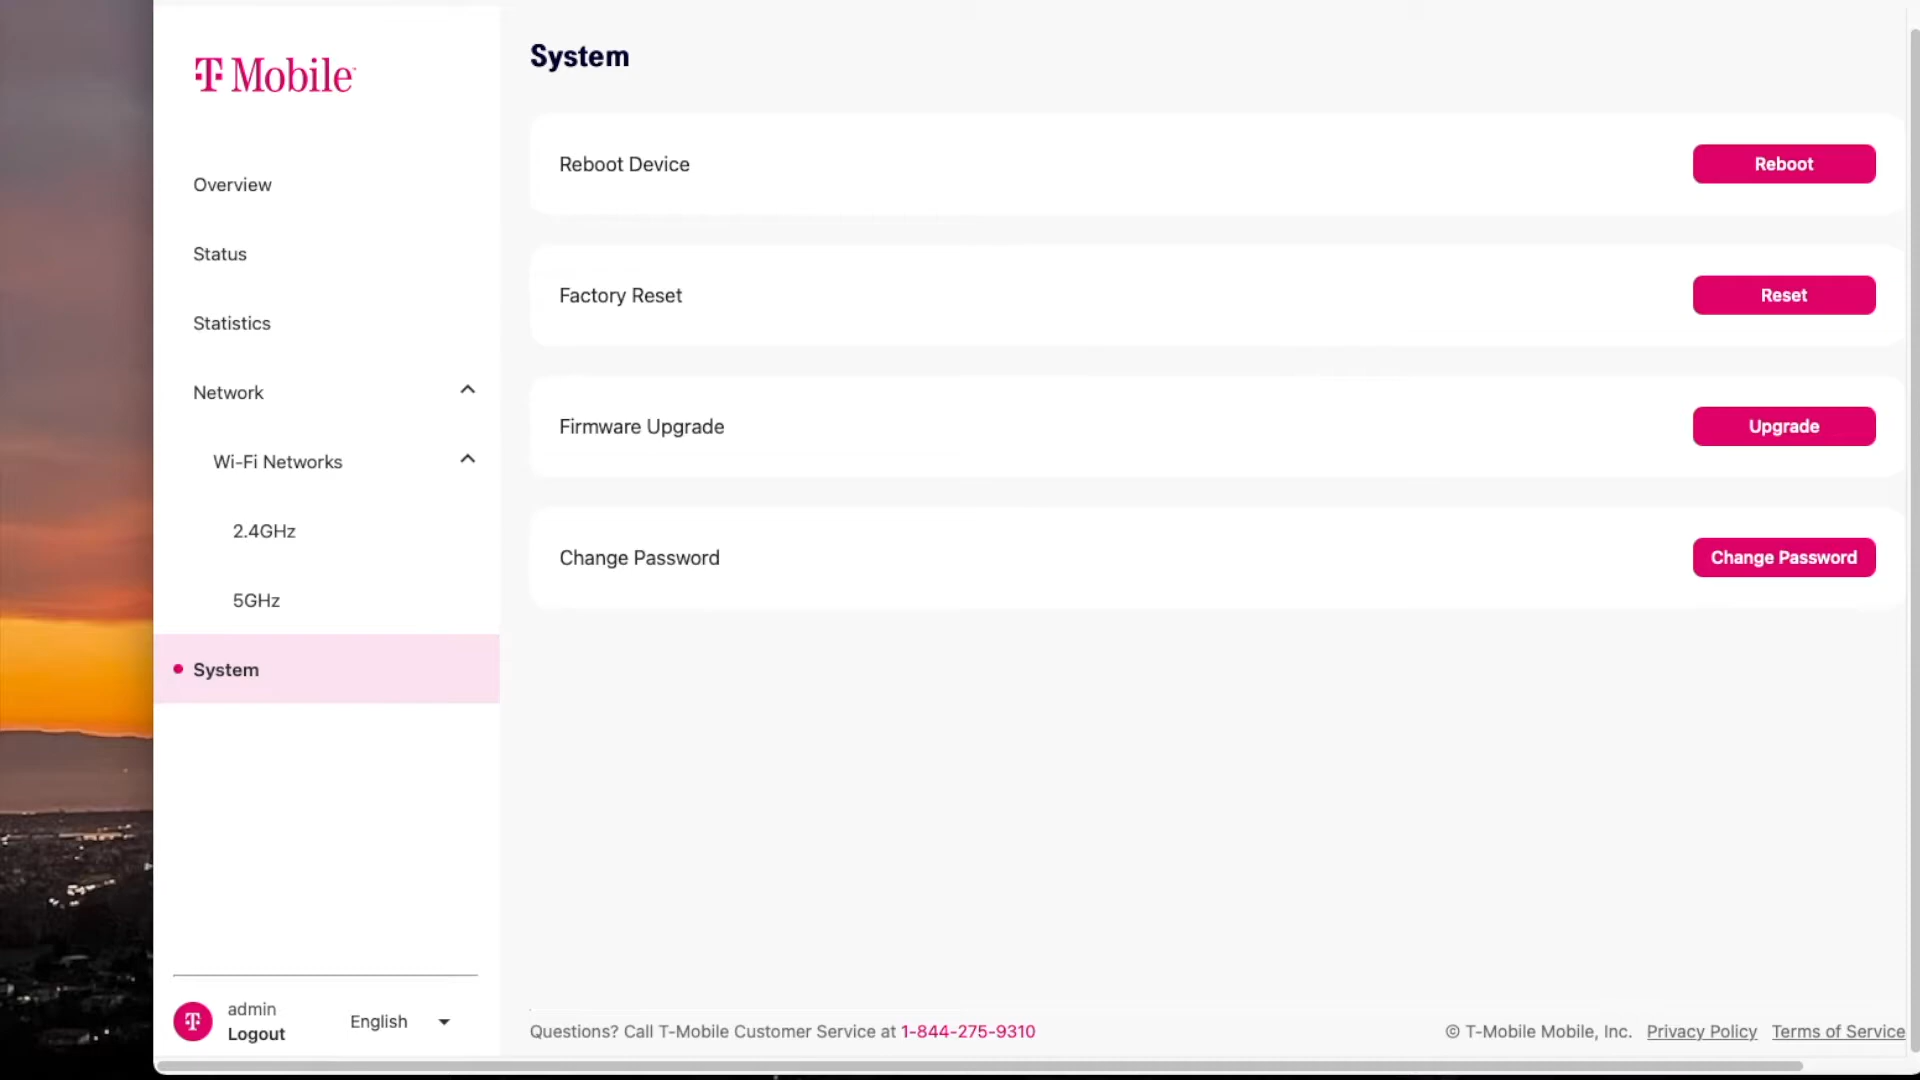 T Mobile
Overview
Status
Statistics
Network
Wi-Fi Networks
2.4GHz
5GHz
System
admin
Logout
English
System
Reboot Device
Reboot
Factory Reset
Reset
Firmware Upgrade
Upgrade
Change Password
Change Password
Questions? Call T-Mobile Customer Service at 1-844-275-9310
© T-Mobile Mobile, Inc. Privacy Policy Terms of Service